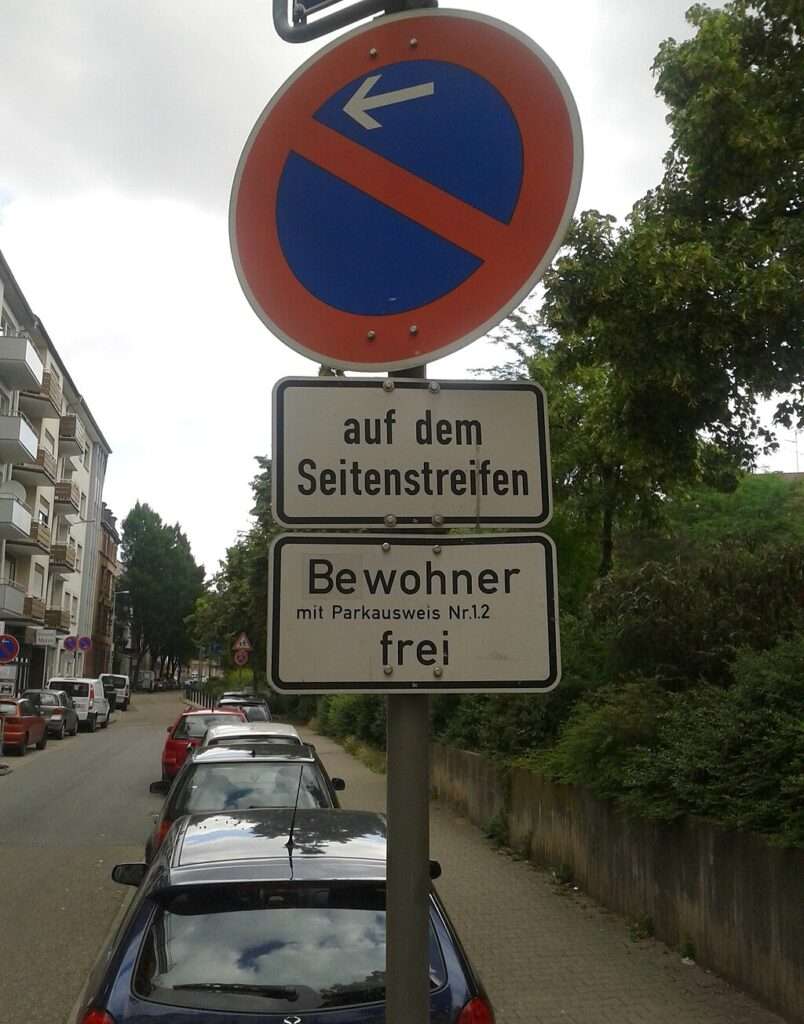 auf dem
Seitenstreifen
Bewohner
mit Parkausweis Nr.1.2
frei